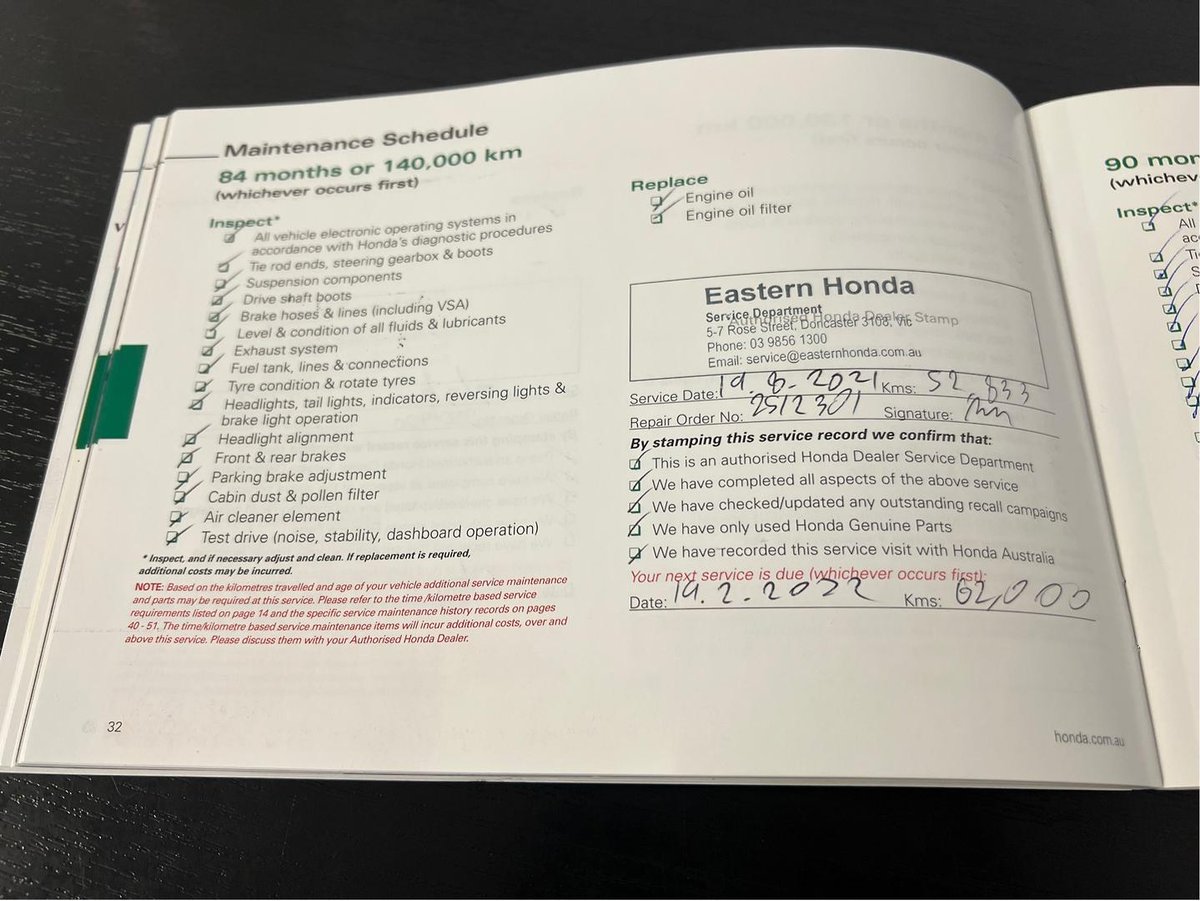 Maintenance Schedule
84 months or 140,000 km
(whichever occurs first)
Inspect*
All vehicle electronic operating systems in
accordance with Honda's diagnostic procedures
Tie rod ends, steering gearbox & boots
Suspension components
Drive shaft boots
Brake hoses & lines (including VSA)
Level & condition of all fluids & lubricants
Exhaust system
Fuel tank, lines & connections
Tyre condition & rotate tyres
Headlights, tail lights, indicators, reversing lights &
brake light operation
Headlight alignment
Front & rear brakes
Parking brake adjustment
Cabin dust & pollen filter
Air cleaner element
Test drive (noise, stability, dashboard operation)
* Inspect, and if necessary adjust and clean. If replacement is required,
additional costs may be incurred.
NOTE: Based on the kilometres travelled and age of your vehicle additional service maintenance
and parts may be required at this service. Please refer to the time /kilometre based service
requirements listed on page 14 and the specific service maintenance history records on pages
40 - 51. The time/kilometre based service maintenance items will incur additional costs, over and
above this service. Please discuss them with your Authorised Honda Dealer.
32
Replace
Engine oil
Engine oil filter
Eastern Honda
Service Department
Authorised Honda Dealer Stamp
5-7 Rose Street, Doncaster 3108, Vic
Phone: 03 9856 1300
Email: service@easternhonda.com.au
Service Date: 19.8.2021 Kms: 52,833
Repair Order No: 2512301 Signature:
By stamping this service record we confirm that:
This is an authorised Honda Dealer Service Department
We have completed all aspects of the above service
We have checked/updated any outstanding recall campaigns
We have only used Honda Genuine Parts
We have recorded this service visit with Honda Australia
Your next service is due (whichever occurs first):
Date: 19.2.2022 Kms: 62,000
honda.com.au
90 mon
(whichev
Inspect*
All
acc
Ti
S